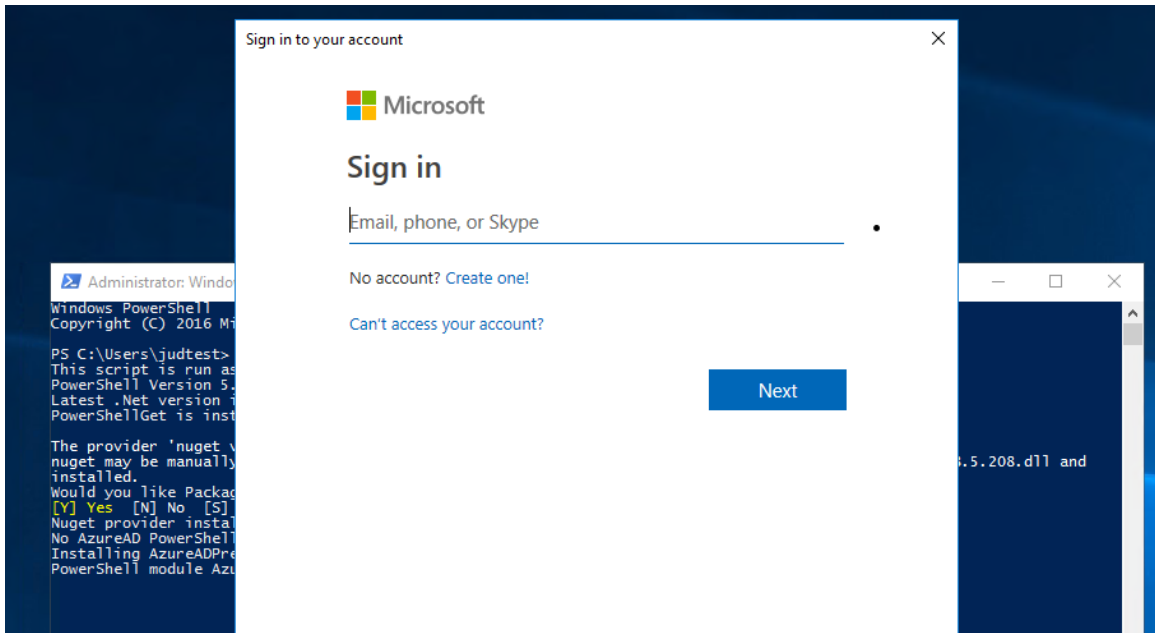 Sign in to your account
Microsoft
Sign in
Email, phone, or Skype
No account? Create one!
Can't access your account?
Next
Administrator: Windo
Windows PowerShell
Copyright (C) 2016 Mi
PS C:\Users\judtest>
This script is run as
PowerShell Version 5.
Latest .Net version i
PowerShellGet is inst
The provider 'nuget v
nuget may be manually .5.208.dll and
installed.
Would you like Packag
[Y] Yes [N] No [S]
Nuget provider instal
No AzureAD PowerShell
Installing AzureADPre
PowerShell module Azu